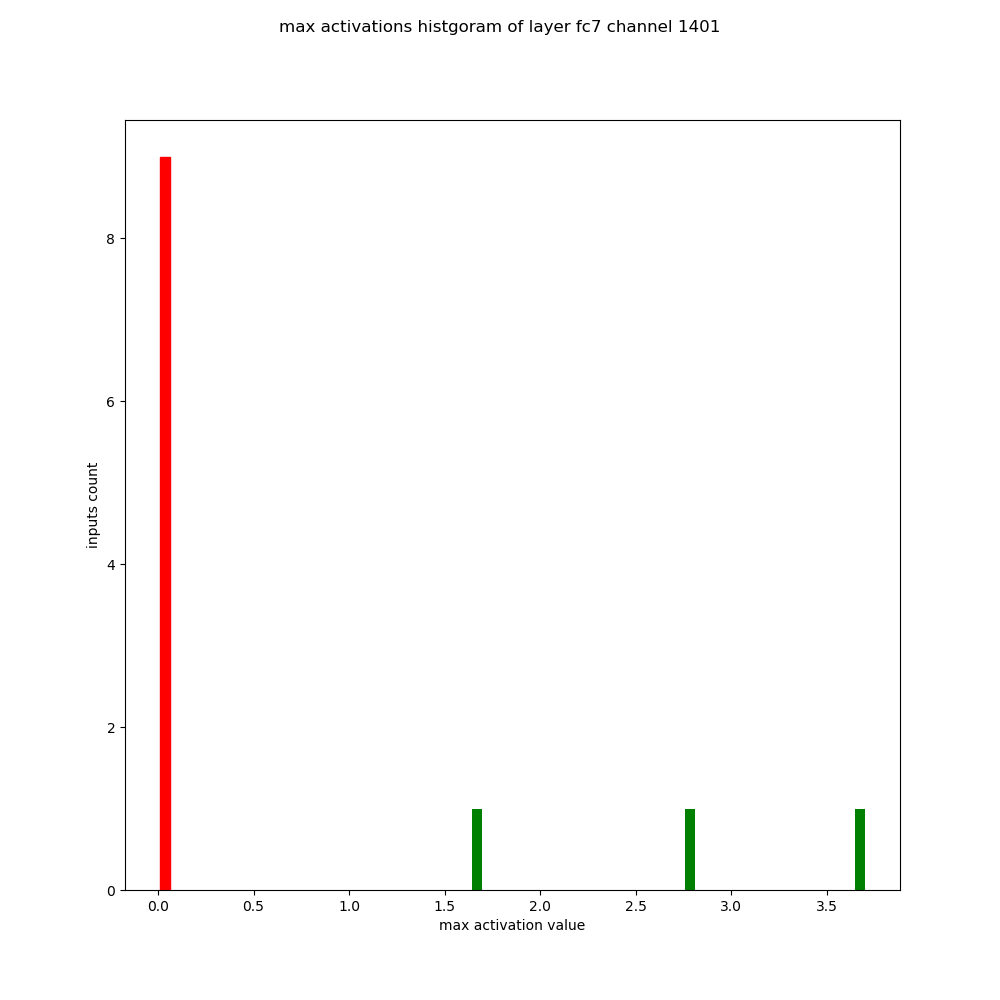 max activations histgoram of layer fc7 channel 1401
8
6
4
2
0
inputs count
0.0 0.5 1.0 1.5 2.0 2.5 3.0 3.5
max activation value